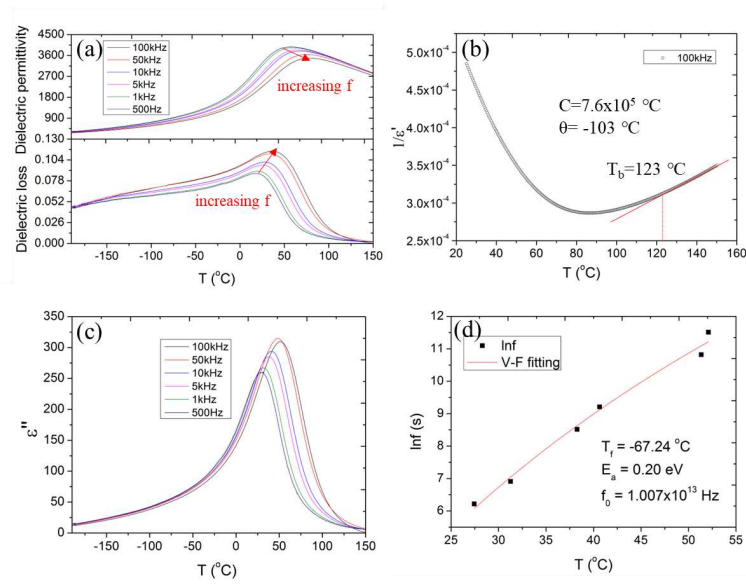 (a)
4500
3600
2700
1800
900
0.130
Dielectric permittivity
100kHz
50kHz
10kHz
5kHz
1kHz
500Hz
increasing f
0.104
0.078
0.052
0.026
0.000
Dielectric loss
increasing f
-150 -100 -50 0 50 100 150
T (°C)
(b)
100kHz
5.0x10⁻⁴
4.5x10⁻⁴
4.0x10⁻⁴
3.5x10⁻⁴
3.0x10⁻⁴
2.5x10⁻⁴
1/ε'
C=7.6x10⁵ °C
θ= -103 °C
T_b=123 °C
20 40 60 80 100 120 140 160
T (°C)
(c)
350
300
250
200
150
100
50
0
ε"
100kHz
50kHz
10kHz
5kHz
1kHz
500Hz
-150 -100 -50 0 50 100 150
T (°C)
(d)
12
11
10
9
8
7
6
lnf (s)
lnf
V-F fitting
T_f = -67.24 °C
E_a = 0.20 eV
f_0 = 1.007x10¹³ Hz
25 30 35 40 45 50 55
T (°C)